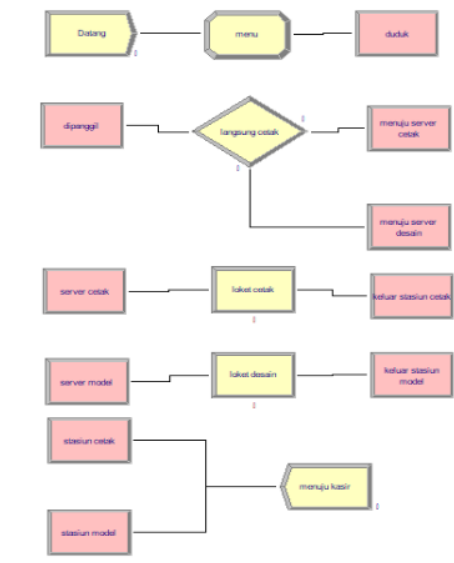 Datang
menu
duduk
dipanggil
langsung cetak
menuju server
cetak
menuju server
desain
server cetak
loket cetak
keluar stasiun cetak
server model
loket desain
keluar stasiun
model
stasiun cetak
menuju kasir
stasiun model